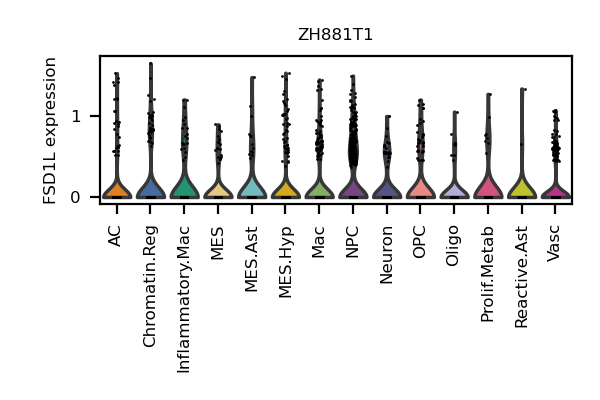 ZH881T1
FSD1L expression
1
0
AC
Chromatin.Reg
Inflammatory.Mac
MES
MES.Ast
MES.Hyp
Mac
NPC
Neuron
OPC
Oligo
Prolif.Metab
Reactive.Ast
Vasc